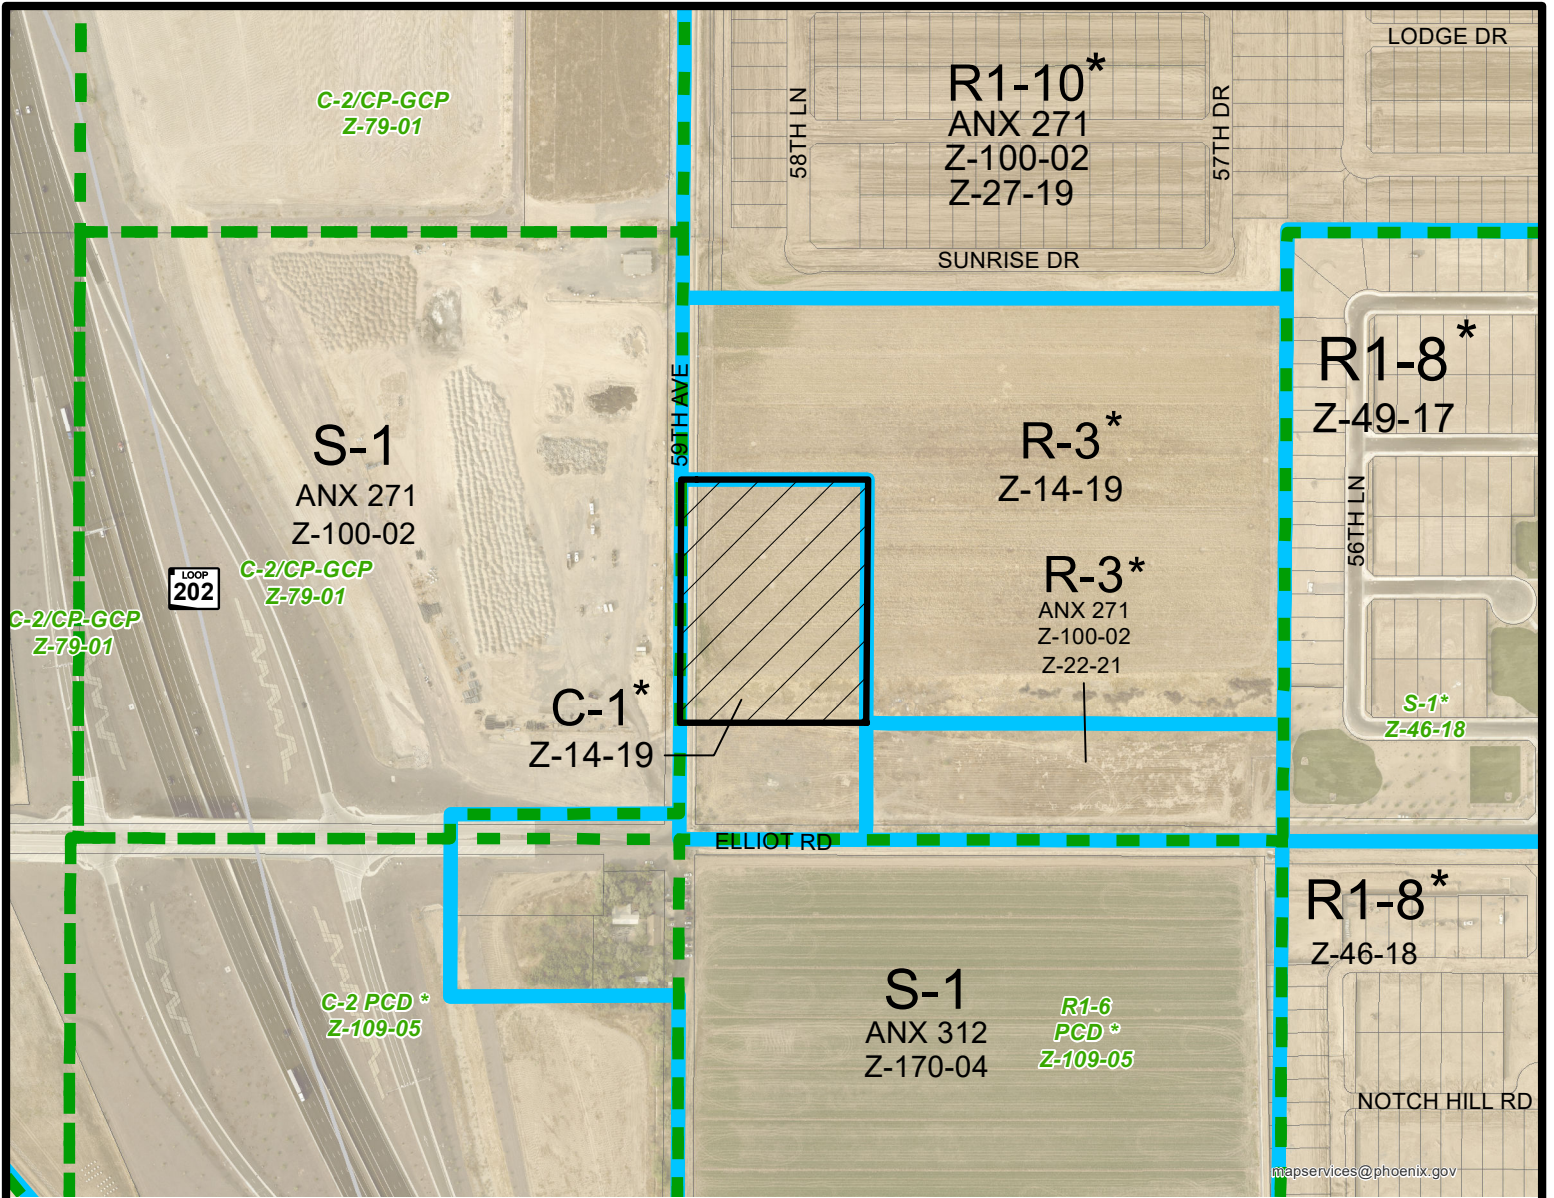 LODGE DR
C-2/CP-GCP
Z-79-01
58TH LN
R1-10*
ANX 271
Z-100-02
Z-27-19
57TH DR
SUNRISE DR
59TH AVE
S-1
ANX 271
Z-100-02
R-3*
Z-14-19
R1-8*
Z-49-17
56TH LN
LOOP
202
C-2/CP-GCP
Z-79-01
C-2/CP-GCP
Z-79-01
R-3*
ANX 271
Z-100-02
Z-22-21
C-1*
Z-14-19
S-1*
Z-46-18
ELLIOT RD
R1-8*
Z-46-18
C-2 PCD *
Z-109-05
S-1
ANX 312
Z-170-04
R1-6
PCD *
Z-109-05
NOTCH HILL RD
mapservices@phoenix.gov